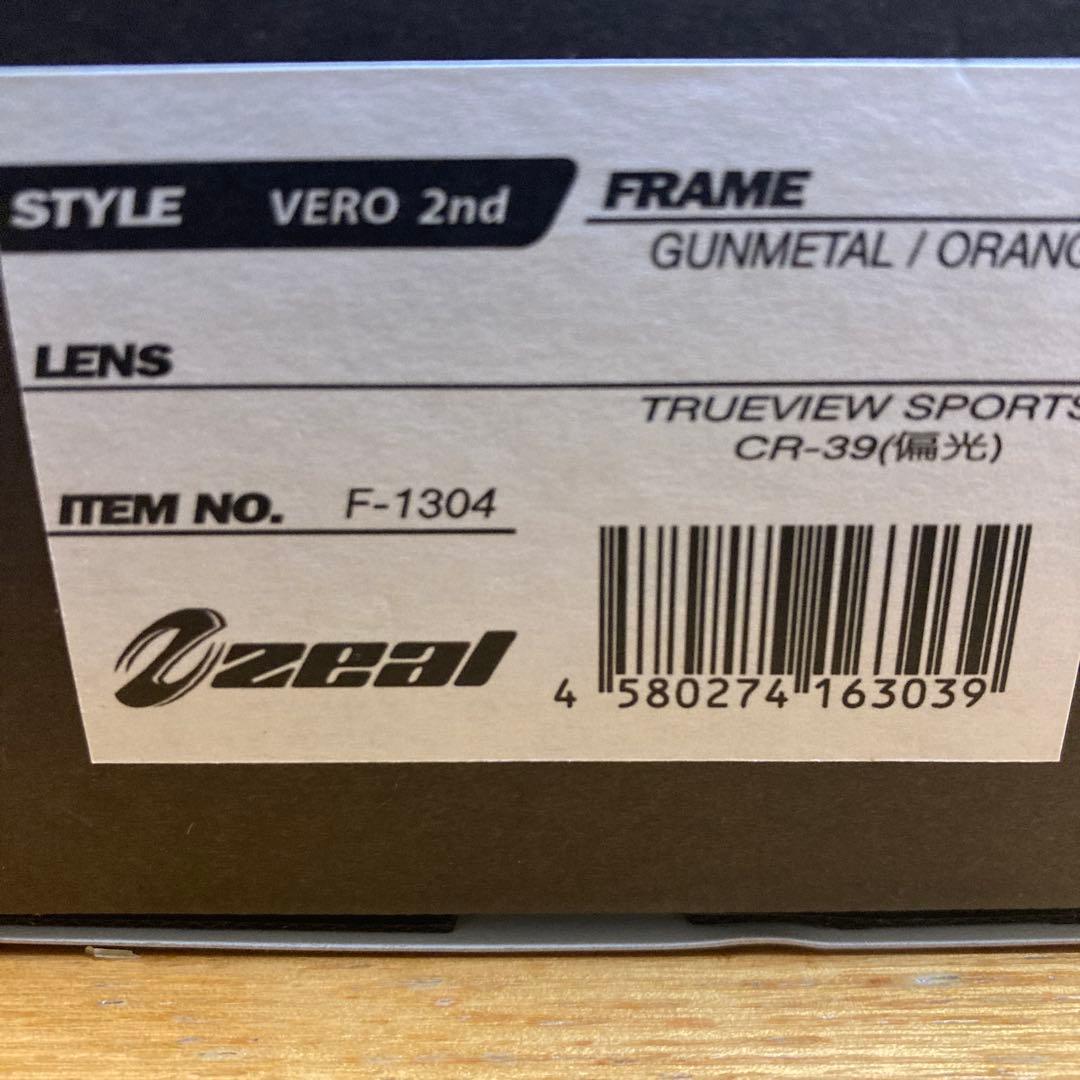 STYLE VERO 2nd
FRAME
GUNMETAL / ORANG
LENS
TRUEVIEW SPORTS
CR-39(偏光)
ITEM NO. F-1304
zeal
4 580274 163039